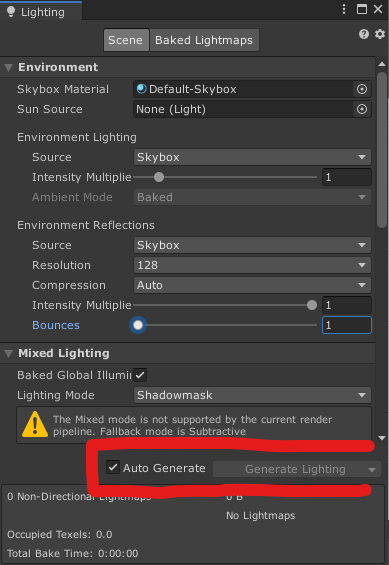 Lighting
Scene
Baked Lightmaps
Environment
Skybox Material Default-Skybox
Sun Source None (Light)
Environment Lighting
Source Skybox
Intensity Multiplie 1
Ambient Mode Baked
Environment Reflections
Source Skybox
Resolution 128
Compression Auto
Intensity Multiplie 1
Bounces 1
Mixed Lighting
Baked Global Illumin
Lighting Mode Shadowmask
The Mixed mode is not supported by the current render
pipeline. Fallback mode is Subtractive
Auto Generate Generate Lighting
0 Non-Directional Lightmaps 0 B
No Lightmaps
Occupied Texels: 0.0
Total Bake Time: 0:00:00